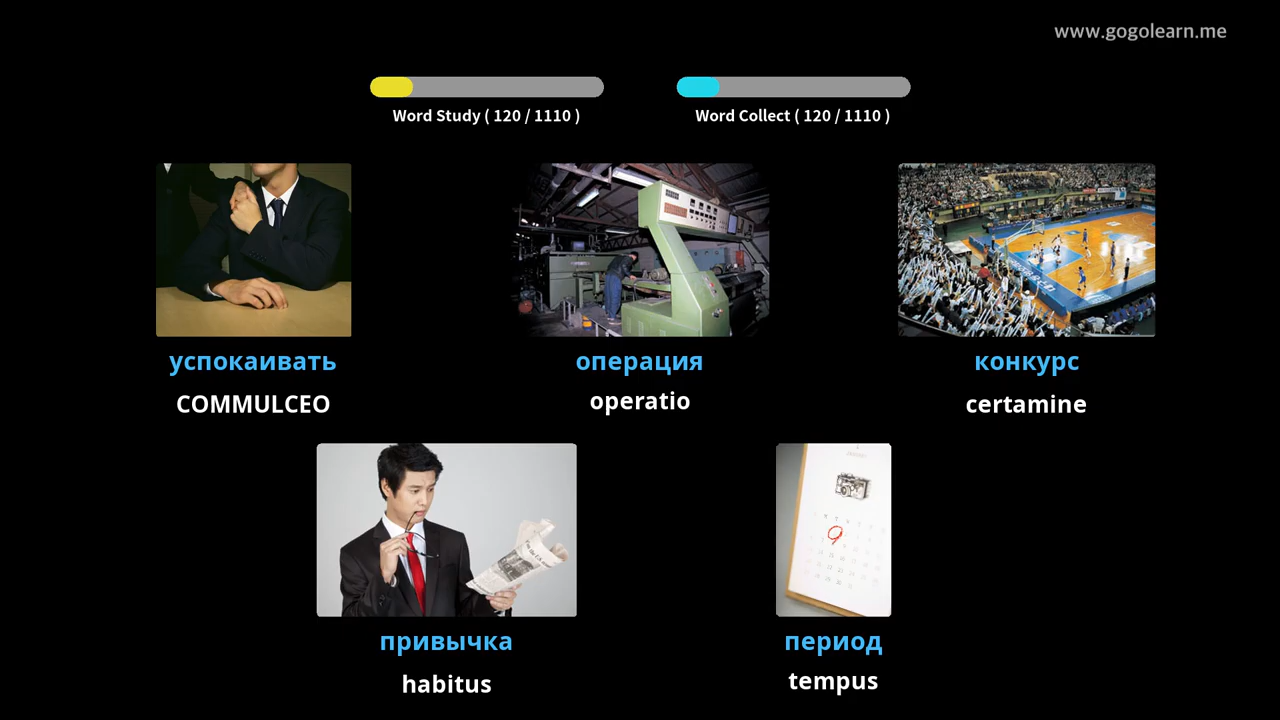 www.gogolearn.me
Word Study ( 120 / 1110 )
Word Collect ( 120 / 1110 )
успокаивать
COMMULCEO
операция
operatio
конкурс
certamine
привычка
habitus
период
tempus